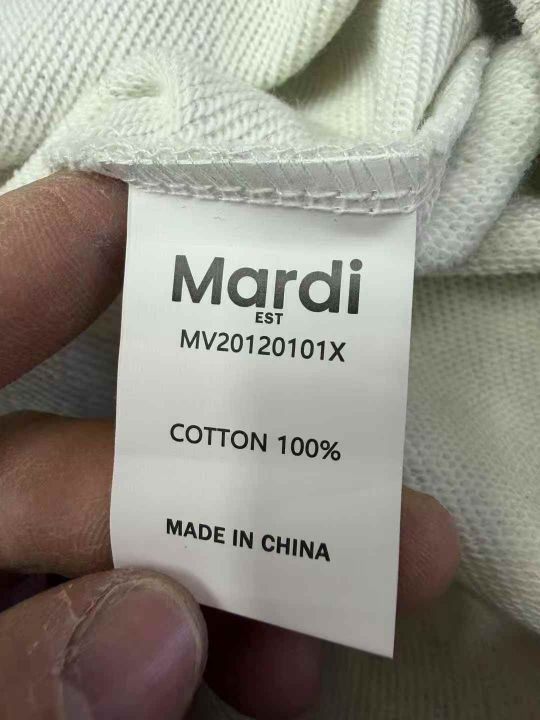 Mardi
EST
MV20120101X
COTTON 100%
MADE IN CHINA